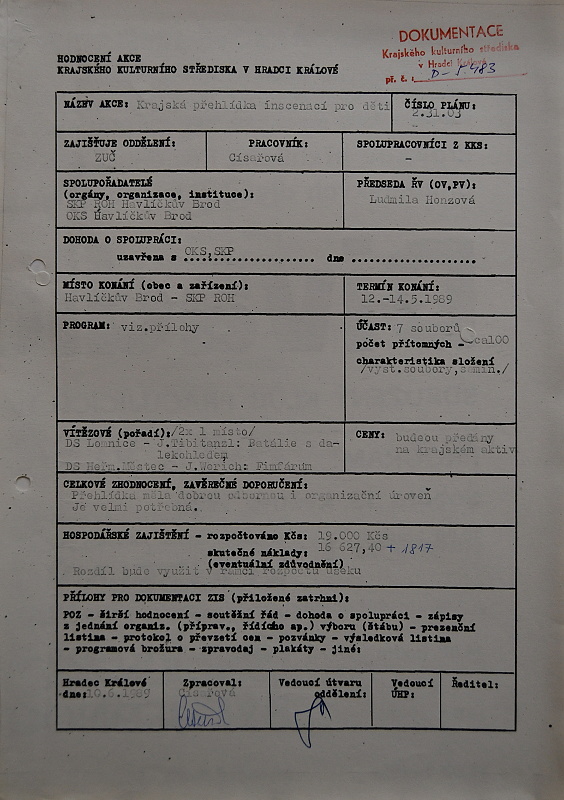 DOKUMENTACE
Krajského kulturního střediska
v Hradci Králové
př. č. : D-5.483
HODNOCENÍ AKCE
KRAJSKÉHO KULTURNÍHO STŘEDISKA V HRADCI KRÁLOVÉ
NÁZEV AKCE: Krajská přehlídka inscenací pro děti
ČÍSLO PLÁNU:
2.31.03
ZAJIŠŤUJE ODDĚLENÍ:
ZUČ
PRACOVNÍK:
Císařová
SPOLUPRACOVNÍCI Z KKS:
-
SPOLUPOŘADATELÉ
(orgány, organizace, instituce):
SKP ROH Havlíčkův Brod
OKS Havlíčkův Brod
PŘEDSEDA ŘV (OV,PV):
Ludmila Honzová
DOHODA O SPOLUPRÁCI:
uzavřena s OKS,SKP dne
MÍSTO KONÁNÍ (obec a zařízení):
Havlíčkův Brod - SKP ROH
TERMÍN KONÁNÍ:
12.-14.5.1989
PROGRAM: viz.přílohy
ÚČAST: 7 souborů
počet přítomných - ca100
charakteristika složení
/vyst.soubory,semin./
VÍTĚZOVÉ (pořadí): /2x 1 místo/
DS Lomnice - J.Tibitanzl: Batálie s da-
lekohledem
DS Heřm.Městec - J.Werich: Fimfárum
CENY: budou předány
na krajském aktiv
CELKOVÉ ZHODNOCENÍ, ZÁVĚREČNÉ DOPORUČENÍ:
Přehlídka měla dobrou odbornou i organizační úroveň
Je velmi potřebná.
HOSPODÁŘSKÉ ZAJIŠTĚNÍ - rozpočtováno Kčs: 19.000 Kčs
skutečné náklady: 16 627,40 + 1817
(eventuální zdůvodnění)
Rozdíl bude využit v rámci rozpočtu úseku
PŘÍLOHY PRO DOKUMENTACI ZIS (přiložené zatrhni):
POZ - širší hodnocení - soutěžní řád - dohoda o spolupráci - zápisy
z jednání organiz. (příprav., řídícího ap.) výboru (štábu) - prezenční
listina - protokol o převzetí cen - pozvánky - výsledková listina
- programová brožura - zpravodaj - plakáty - jiné:
Hradec Králové
dne: 10.6.1989
Zpracoval:
Císařová
Vedoucí útvaru
oddělení:
Vedoucí
ÚHP:
Ředitel: